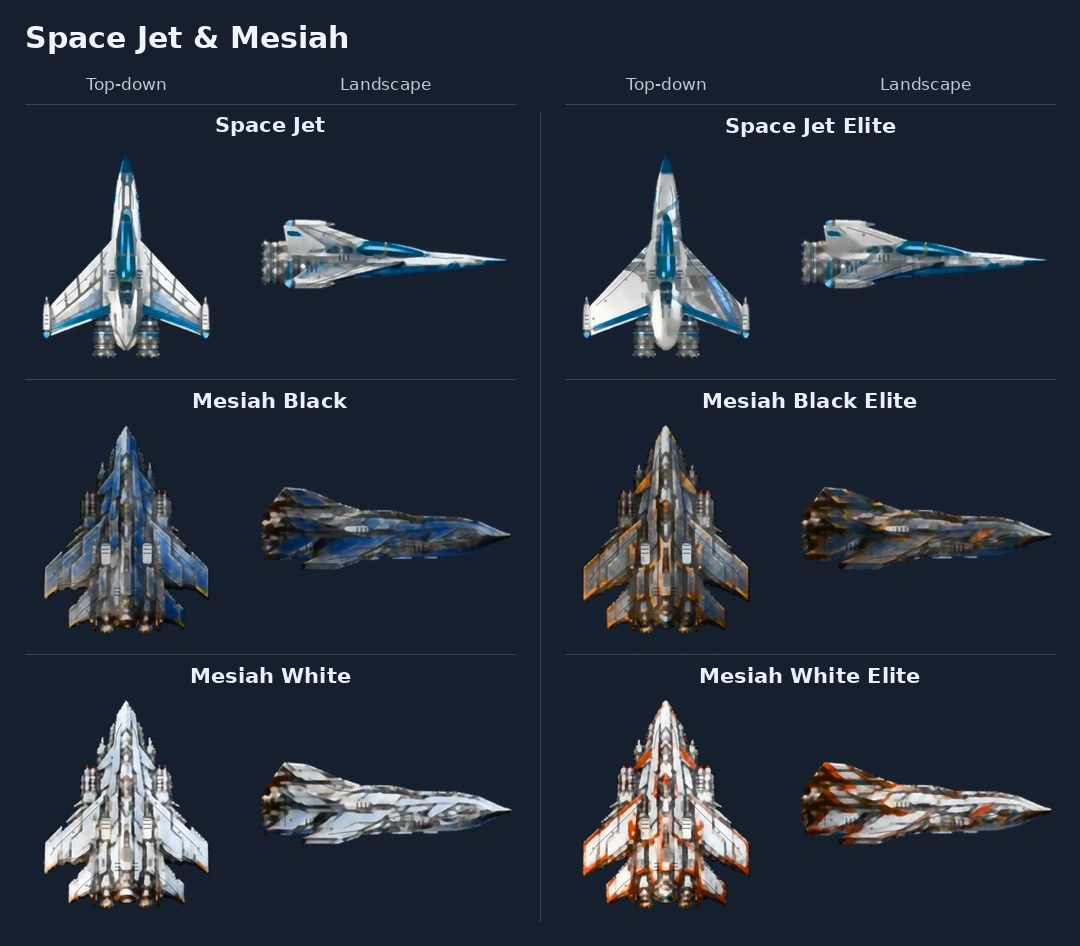 Space Jet & Mesiah
Top-down Landscape Top-down Landscape
Space Jet Space Jet Elite
Mesiah Black Mesiah Black Elite
Mesiah White Mesiah White Elite